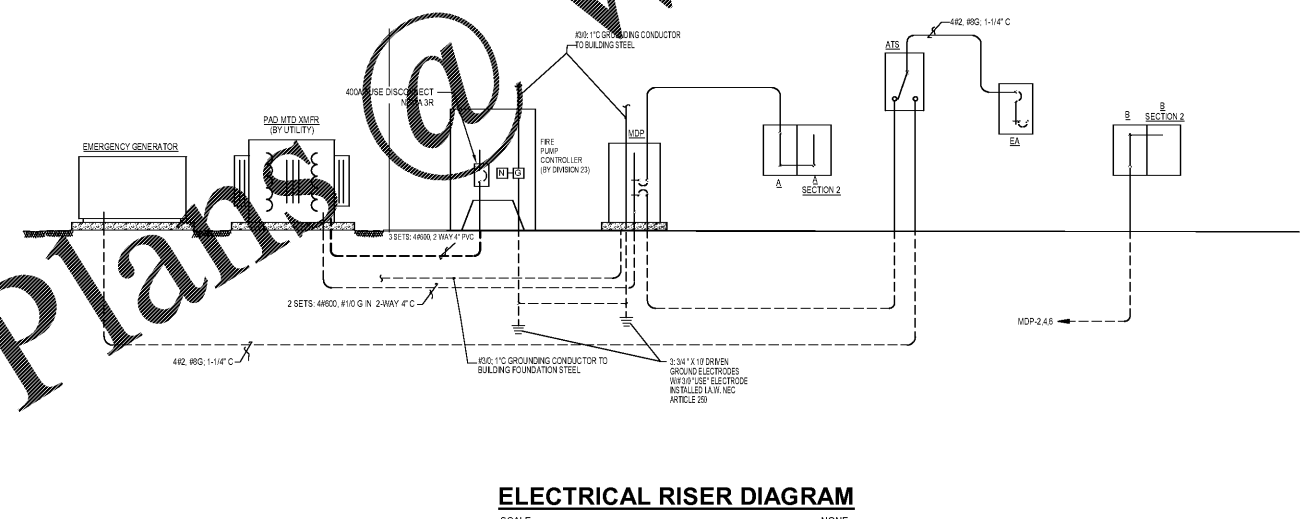 Plans @
4#2, #8G; 1-1/4" C
#3/0; 1"C GROUNDING CONDUCTOR
TO BUILDING STEEL
ATS
400A FUSE DISCONNECT
NEMA 3R
PAD MTD XMFR
(BY UTILITY)
EMERGENCY GENERATOR
FIRE
PUMP
CONTROLLER
(BY DIVISION 23)
N
G
MDP
A
A
SECTION 2
EA
B
B
SECTION 2
3 SETS: 4#600, 2 WAY 4" PVC
2 SETS: 4#600, #1/0 G IN 2-WAY 4" C
MDP-2,4,6
4#2, #8G; 1-1/4" C
#3/0; 1"C GROUNDING CONDUCTOR TO
BUILDING FOUNDATION STEEL
3: 3/4 " X 10' DRIVEN
GROUND ELECTRODES
W/#3/0 "USE" ELECTRODE
INSTALLED I.A.W. NEC
ARTICLE 250
ELECTRICAL RISER DIAGRAM
SCALE
NONE